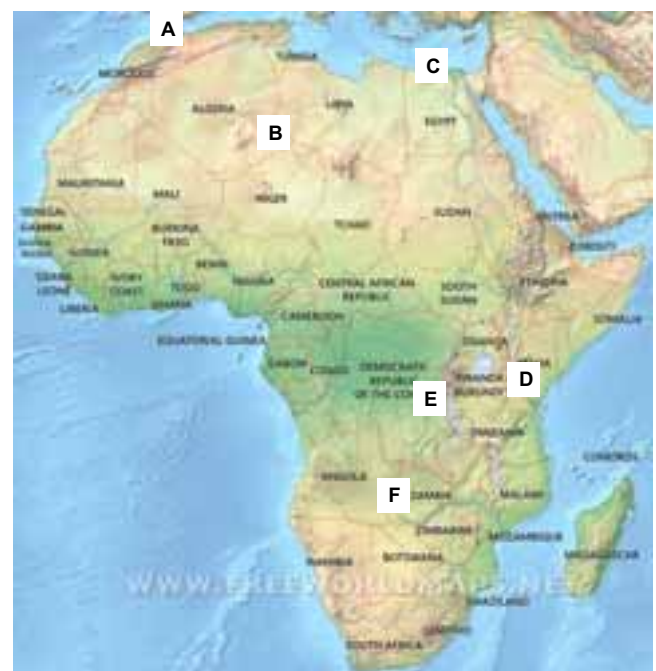 A
TUNISIA
C
MOROCCO
ALGERIA
LIBYA
EGYPT
B
MAURITANIA
MALI
NIGER
TCHAD
SUDAN
ERITREA
SENEGAL
GAMBIA
DJIBOUTI
BURKINA
FASO
GUINEA
BENIN
SIERRA
LEONE
IVORY
COAST
TOGO
NIGERIA
CENTRAL AFRICAN
REPUBLIC
SOUTH
SUDAN
ETHIOPIA
LIBERIA
GHANA
CAMEROON
SOMALIA
EQUATORIAL GUINEA
UGANDA
GABON
CONGO
DEMOCRATIC
REPUBLIC
OF THE CO
RWANDA
BURUNDI
D
E
TANZANIA
COMOROS
ANGOLA
F
ZAMBIA
MALAWI
ZIMBABWE
MOZAMBIQUE
MADAGASCAR
NAMIBIA
BOTSWANA
WWW.FREEWORLDMAPS.NET
SWAZILAND
LESOTHO
SOUTH AFRICA